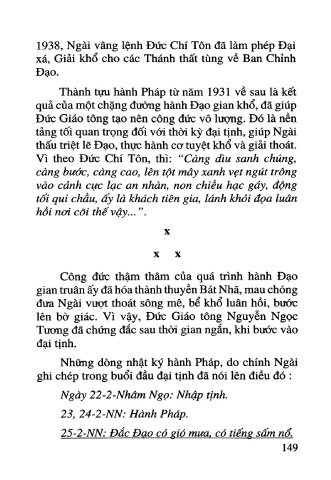 1938, Ngài vâng lệnh Đức Chí Tôn đã làm phép Đại
xá, Giải khổ cho các Thánh thất tùng về Ban Chỉnh
Đạo.
Thành tựu hành Pháp từ năm 1931 về sau là kết
quả của một chặng đường hành Đạo gian khổ, đã giúp
Đức Giáo tông tạo nên công đức vô lượng. Đó là nền
tảng tối quan trọng đối với thời kỳ đại tịnh, giúp Ngài
thấu triệt lẽ Đạo, thực hành cơ tuyệt khổ và giải thoát.
Vì theo Đức Chí Tôn, thì: “Càng dìu sanh chúng,
càng bước, càng cao, lên tột mây xanh vẹt ngút trông
vào cảnh cực lạc an nhàn, non chiều hạc gáy, động
tối qui chầu, ấy là khách tiên gia, lánh khỏi đọa luân
hồi nơi cõi thế vậy...”.
x
x x
Công đức thậm thâm của quá trình hành Đạo
gian truân ấy đã hóa thành thuyền Bát Nhã, mau chóng
đưa Ngài vượt thoát sông mê, bể khổ luân hồi, bước
lên bờ giác. Vì vậy, Đức Giáo tông Nguyễn Ngọc
Tương đã chứng đắc sau thời gian ngắn, khi bước vào
đại tịnh.
Những dòng nhật ký hành Pháp, do chính Ngài
ghi chép trong buổi đầu đại tịnh đã nói lên điều đó :
Ngày 22-2-Nhâm Ngọ: Nhập tịnh.
23, 24-2-NN: Hành Pháp.
25-2-NN: Đắc Đạo có gió mưa, có tiếng sấm nổ.
149